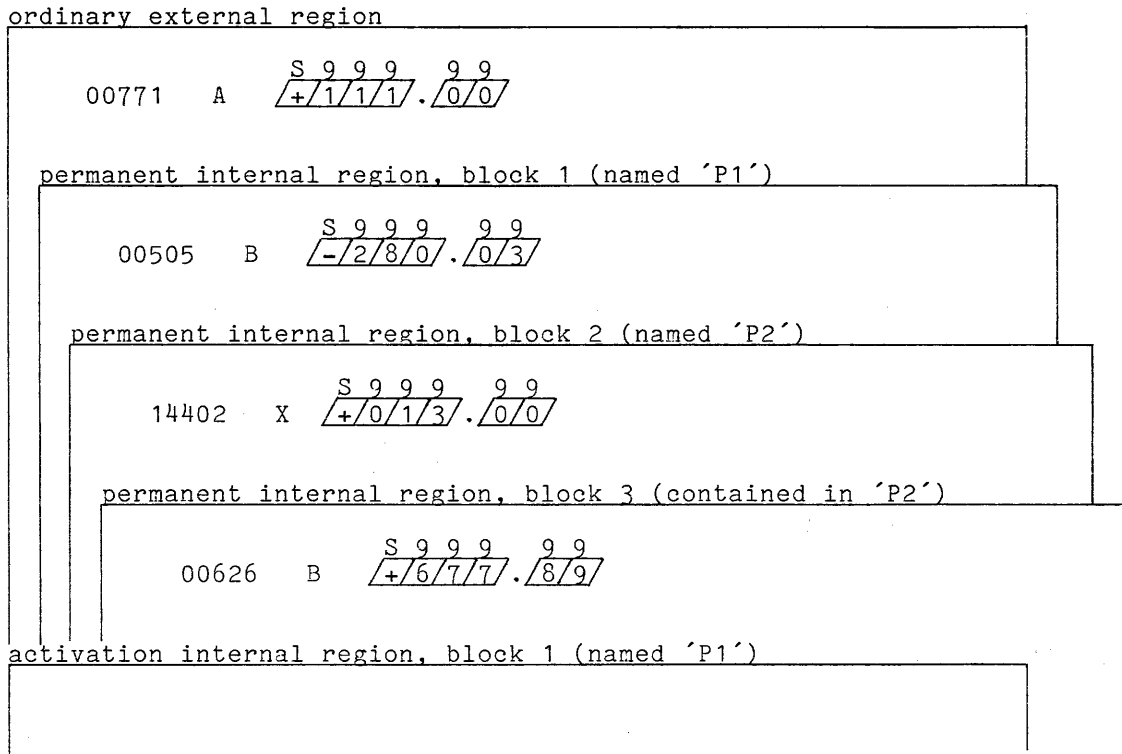 ordinary external region
S 9 9 9 9 9
00771 A /+/1/1/1/./0/0/
permanent internal region, block 1 (named ´P1´)
S 9 9 9 9 9
00505 B /-/2/8/0/./0/3/
permanent internal region, block 2 (named ´P2´)
S 9 9 9 9 9
14402 X /+/0/1/3/./0/0/
permanent internal region, block 3 (contained in ´P2´)
S 9 9 9 9 9
00626 B /+/6/7/7/./8/9/
activation internal region, block 1 (named ´P1´)